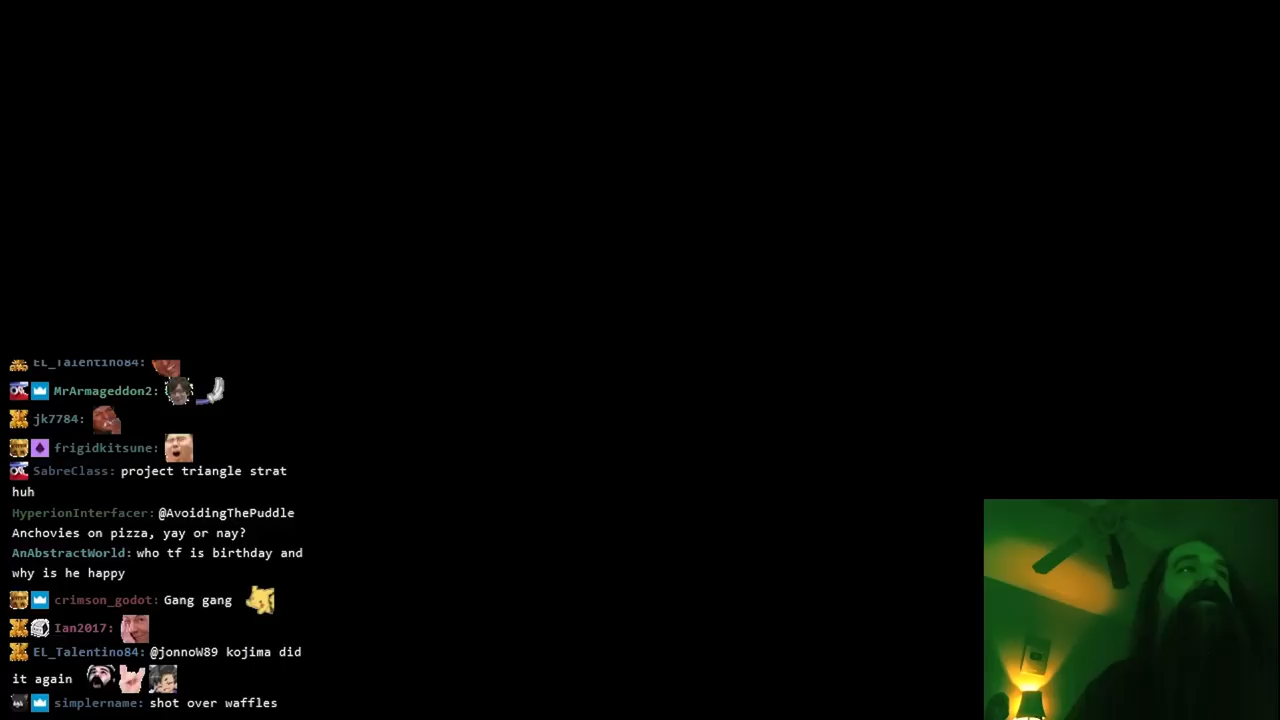 EL_Talentino84:
MrArmageddon2:
jk7784:
frigidkitsune:
SabreClass: project triangle strat
huh
HyperionInterfacer: @AvoidingThePuddle
Anchovies on pizza, yay or nay?
AnAbstractWorld: who tf is birthday and
why is he happy
crimson_godot: Gang gang
Ian2017:
EL_Talentino84: @jonnoW89 kojima did
it again
simplername: shot over waffles